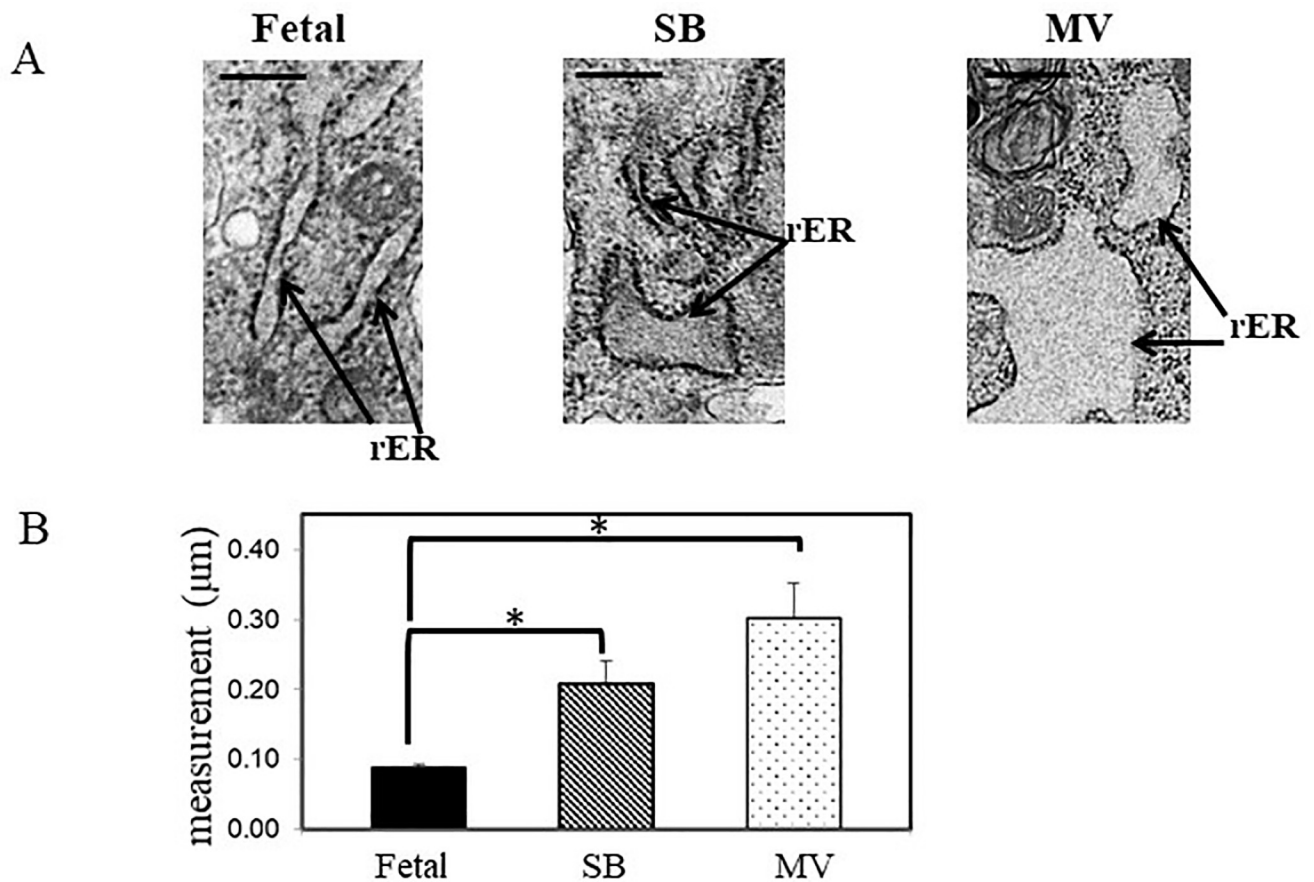 A
Fetal
SB
MV
rER
rER
rER
B
measurement (μm)
0.40
0.30
0.20
0.10
0.00
*
*
Fetal
SB
MV